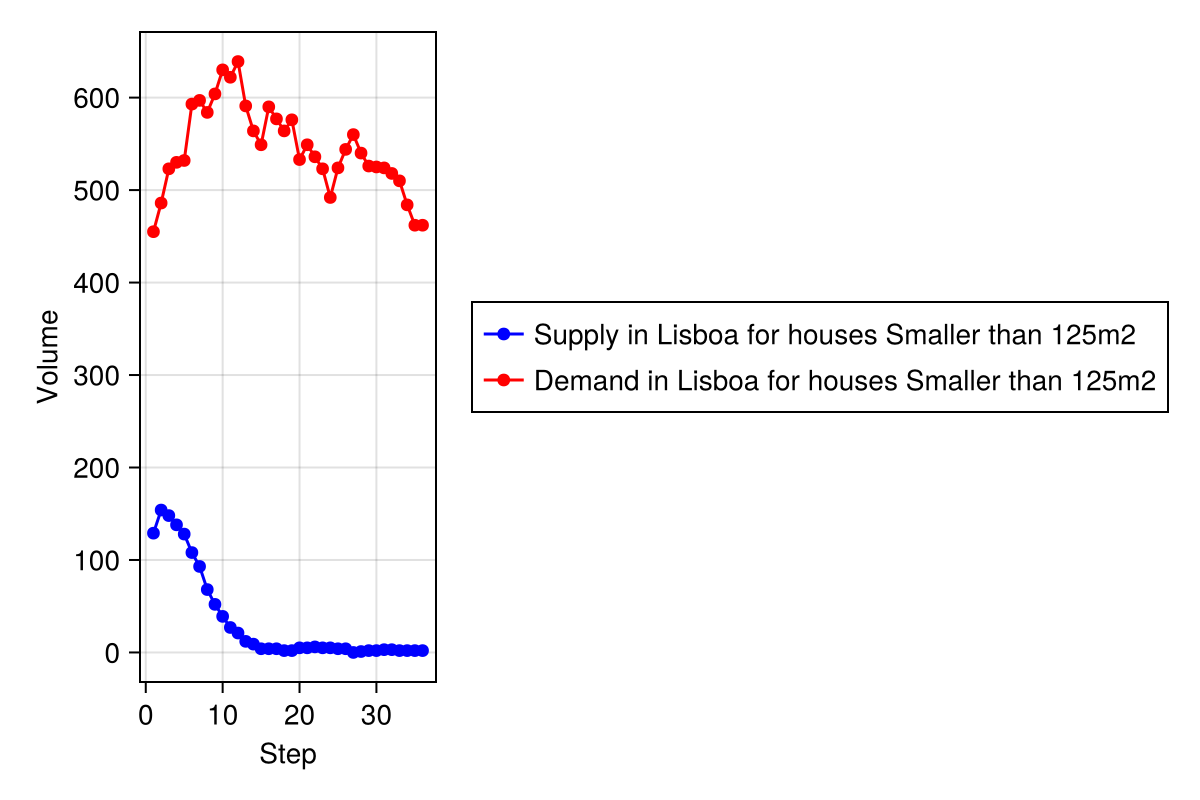 600
500
400
300
200
100
0
Volume
0 10 20 30
Step
Supply in Lisboa for houses Smaller than 125m2
Demand in Lisboa for houses Smaller than 125m2